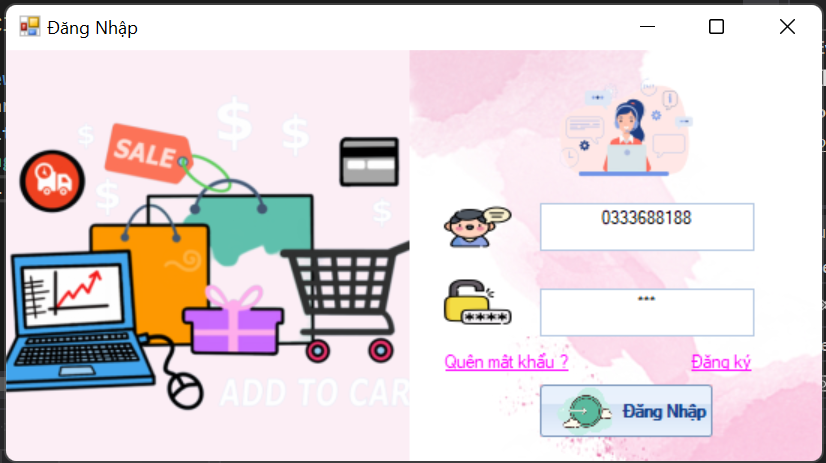 Đăng Nhập
$
$
$
$
$
SALE
ADD TO CAR
0333688188
***
Quên mật khẩu ?
Đăng ký
Đăng Nhập